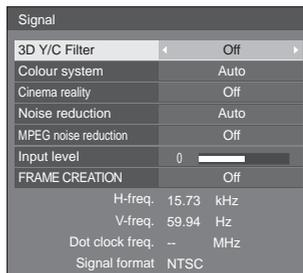 Signal
3D Y/C Filter Off
Colour system Auto
Cinema reality Off
Noise reduction Auto
MPEG noise reduction Off
Input level 0
FRAME CREATION Off
H-freq. 15.73 kHz
V-freq. 59.94 Hz
Dot clock freq. -- MHz
Signal format NTSC